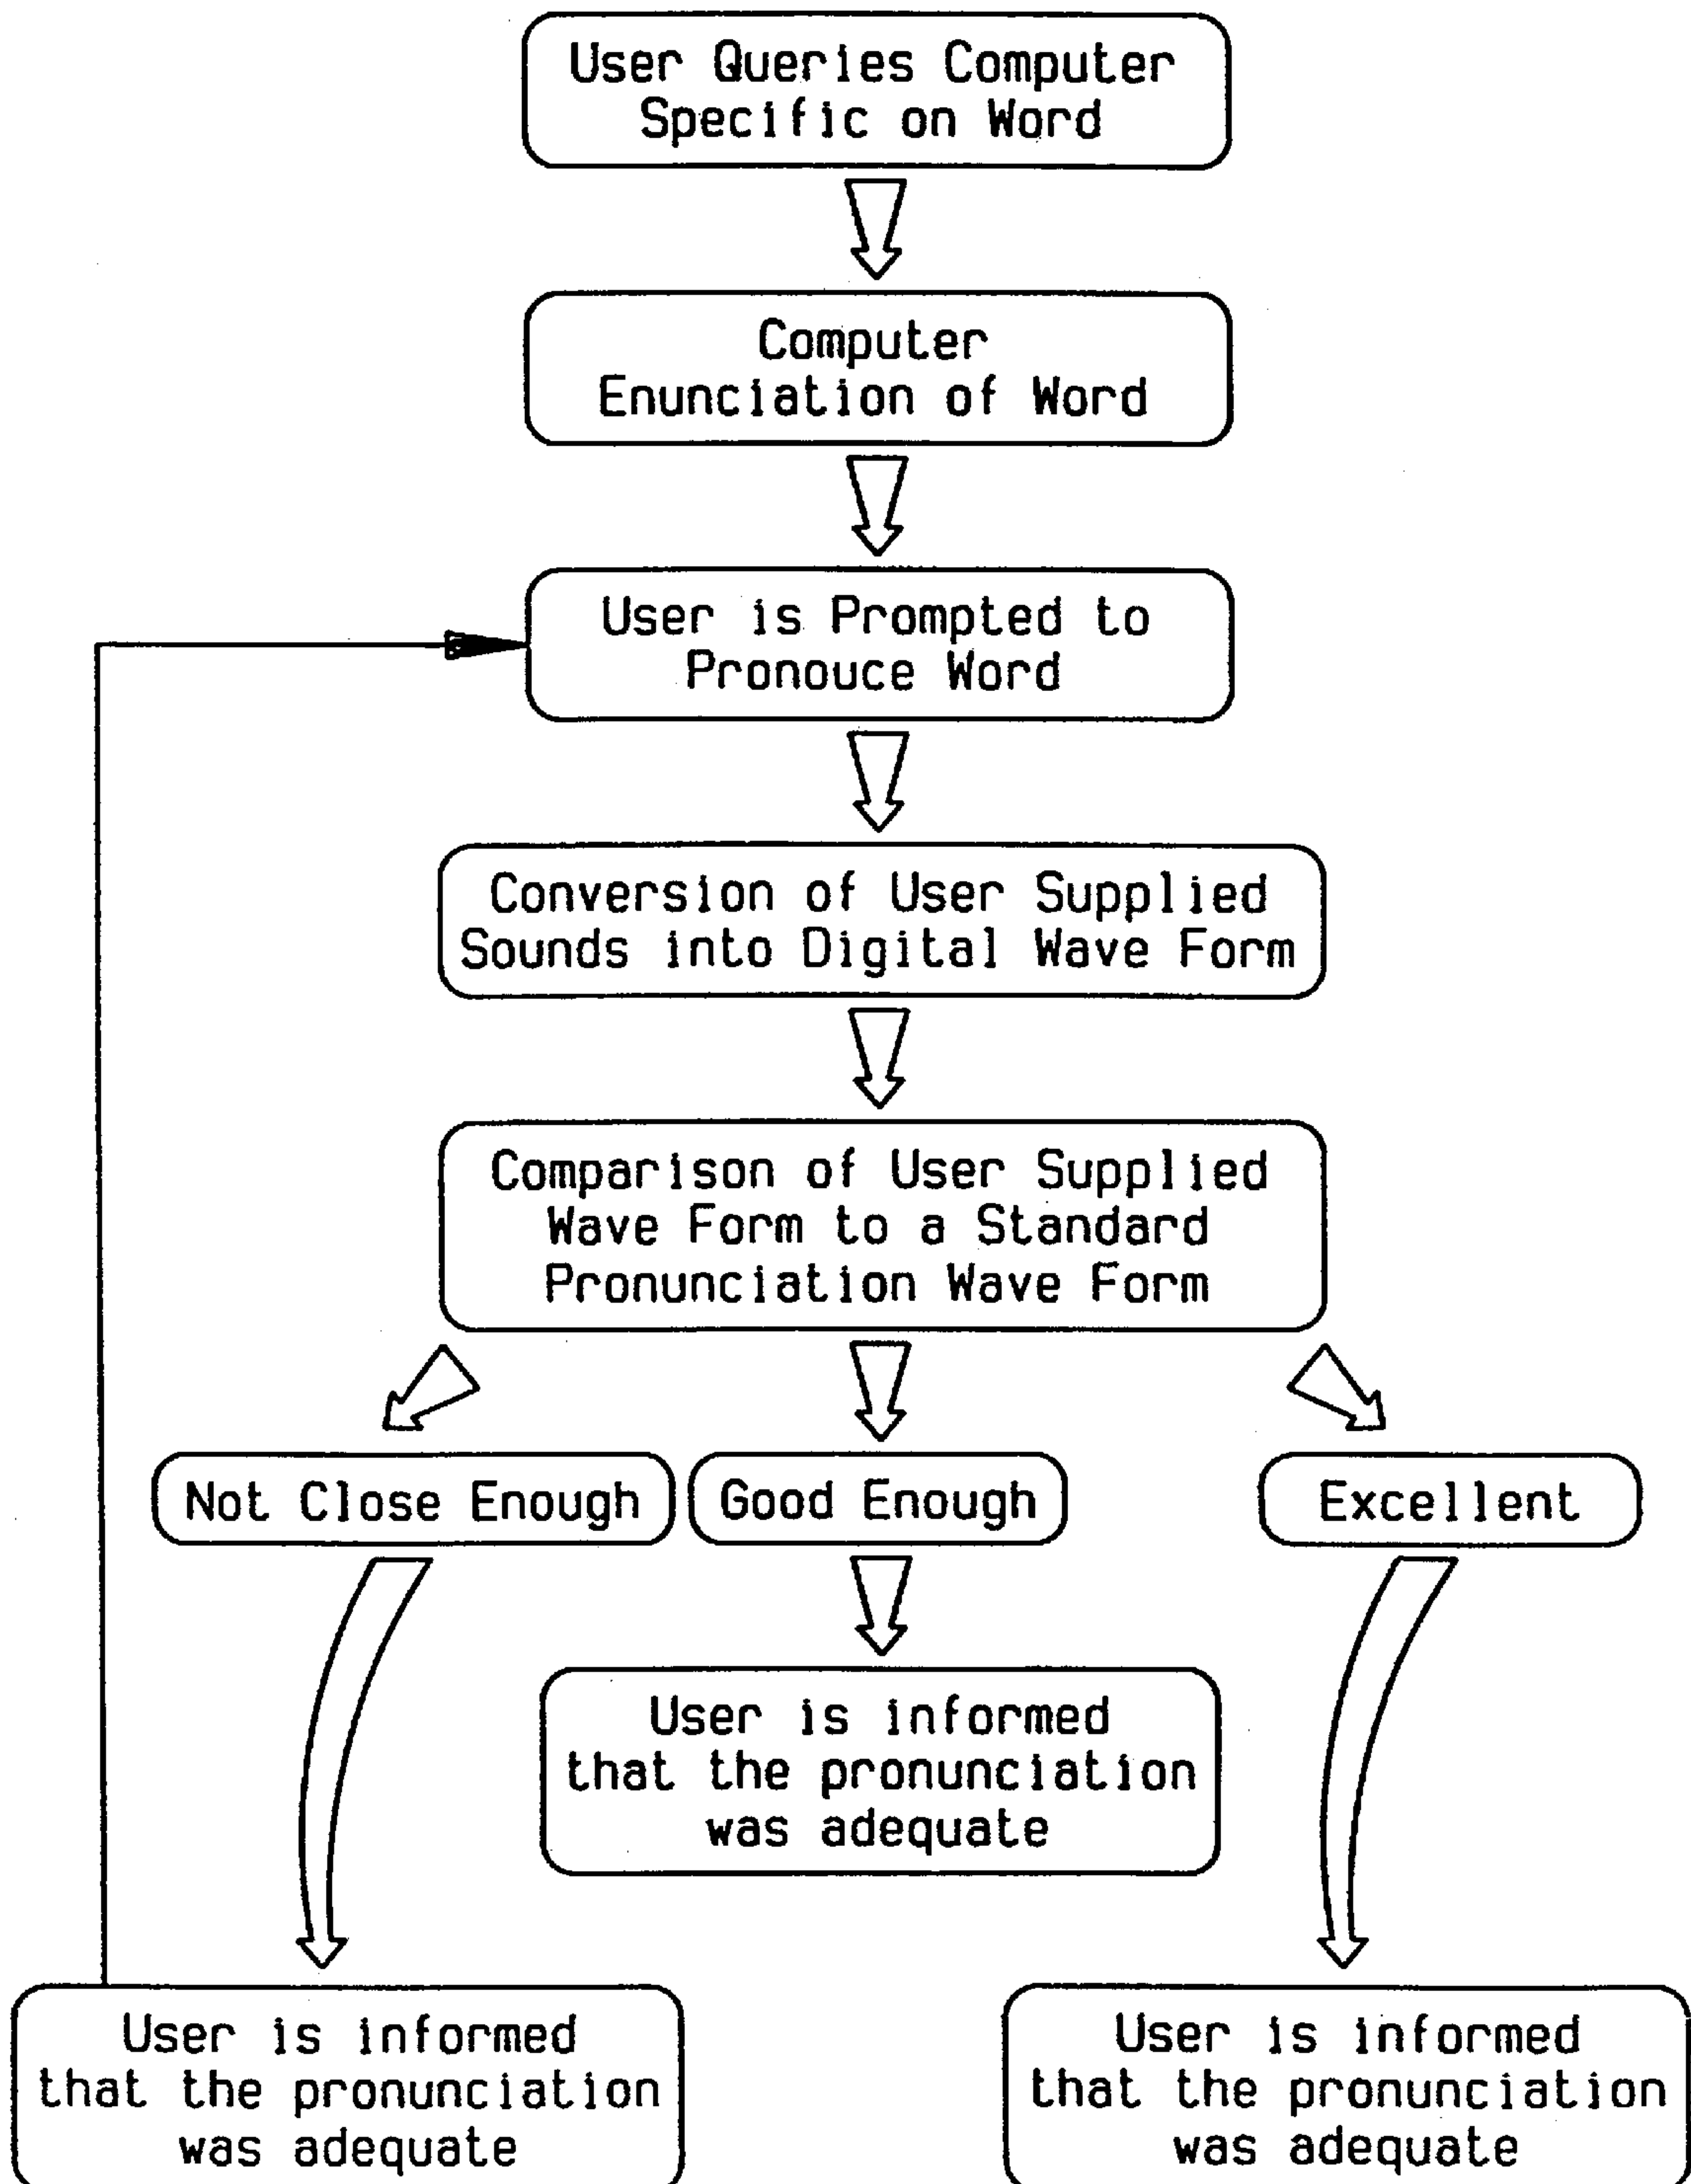 User Queries Computer
Specific on Word
Computer
Enunciation of Word
User is Prompted to
Pronouce Word
Conversion of User Supplied
Sounds into Digital Wave Form
Comparison of User Supplied
Wave Form to a Standard
Pronunciation Wave Form
Not Close Enough
Good Enough
Excellent
User is informed
that the pronunciation
was adequate
User is informed
that the pronunciation
was adequate
User is informed
that the pronunciation
was adequate